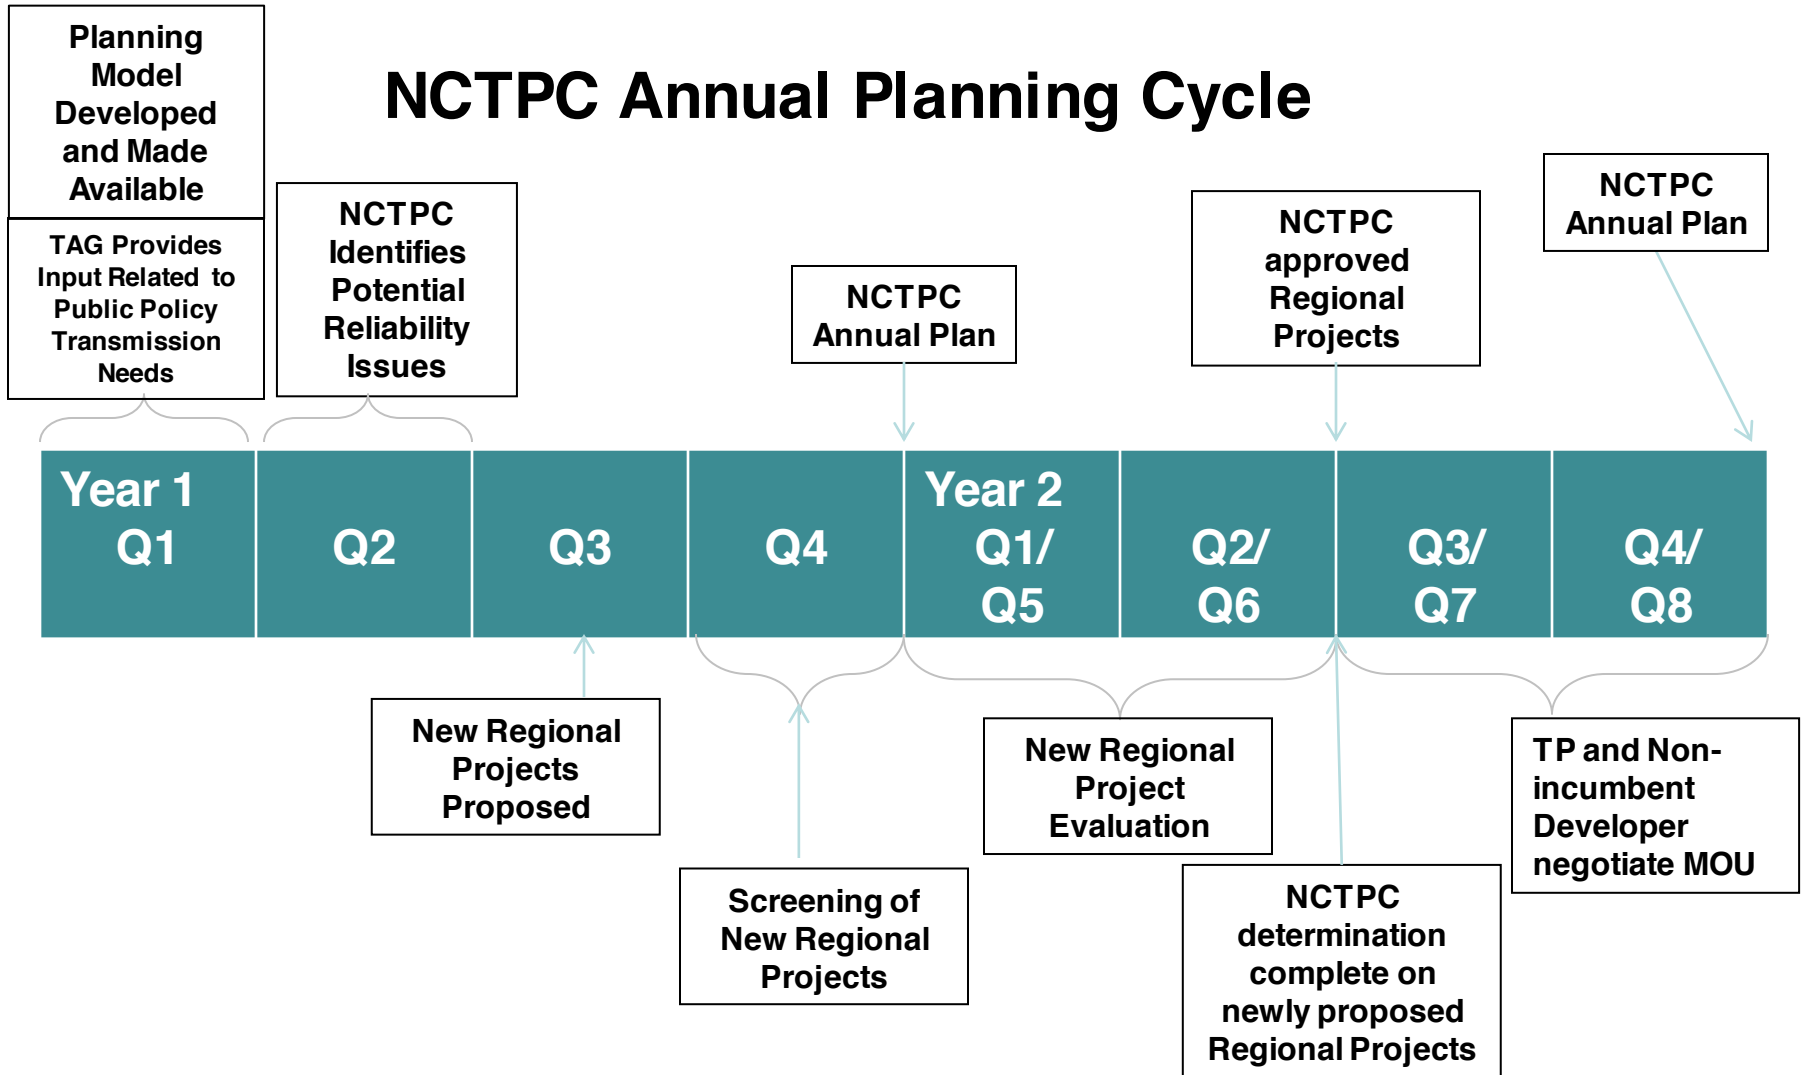 Planning
Model
Developed
and Made
Available
TAG Provides
Input Related to
Public Policy
Transmission
Needs
NCTPC Annual Planning Cycle
NCTPC
Identifies
Potential
Reliability
Issues
NCTPC
Annual Plan
NCTPC
approved
Regional
Projects
NCTPC
Annual Plan
Year 1
Q1
Q2
Q3
Q4
Year 2
Q1/
Q5
Q2/
Q6
Q3/
Q7
Q4/
Q8
New Regional
Projects
Proposed
Screening of
New Regional
Projects
New Regional
Project
Evaluation
NCTPC
determination
complete on
newly proposed
Regional Projects
TP and Non-
incumbent
Developer
negotiate MOU